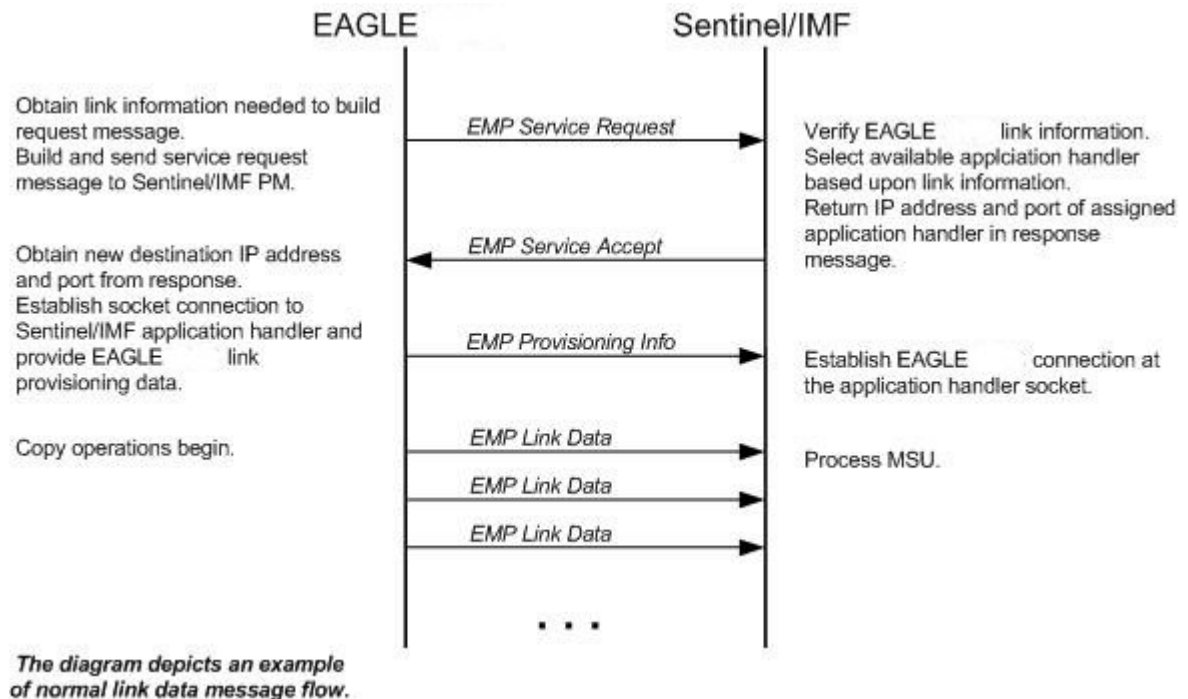 EAGLE
Sentinel/IMF
Obtain link information needed to build
request message.
Build and send service request
message to Sentinel/IMF PM.
EMP Service Request
Verify EAGLE link information.
Select available applciation handler
based upon link information.
Return IP address and port of assigned
application handler in response
message.
EMP Service Accept
Obtain new destination IP address
and port from response.
Establish socket connection to
Sentinel/IMF application handler and
provide EAGLE link
provisioning data.
EMP Provisioning Info
Establish EAGLE connection at
the application handler socket.
Copy operations begin.
EMP Link Data
Process MSU.
EMP Link Data
EMP Link Data
. . .
The diagram depicts an example
of normal link data message flow.